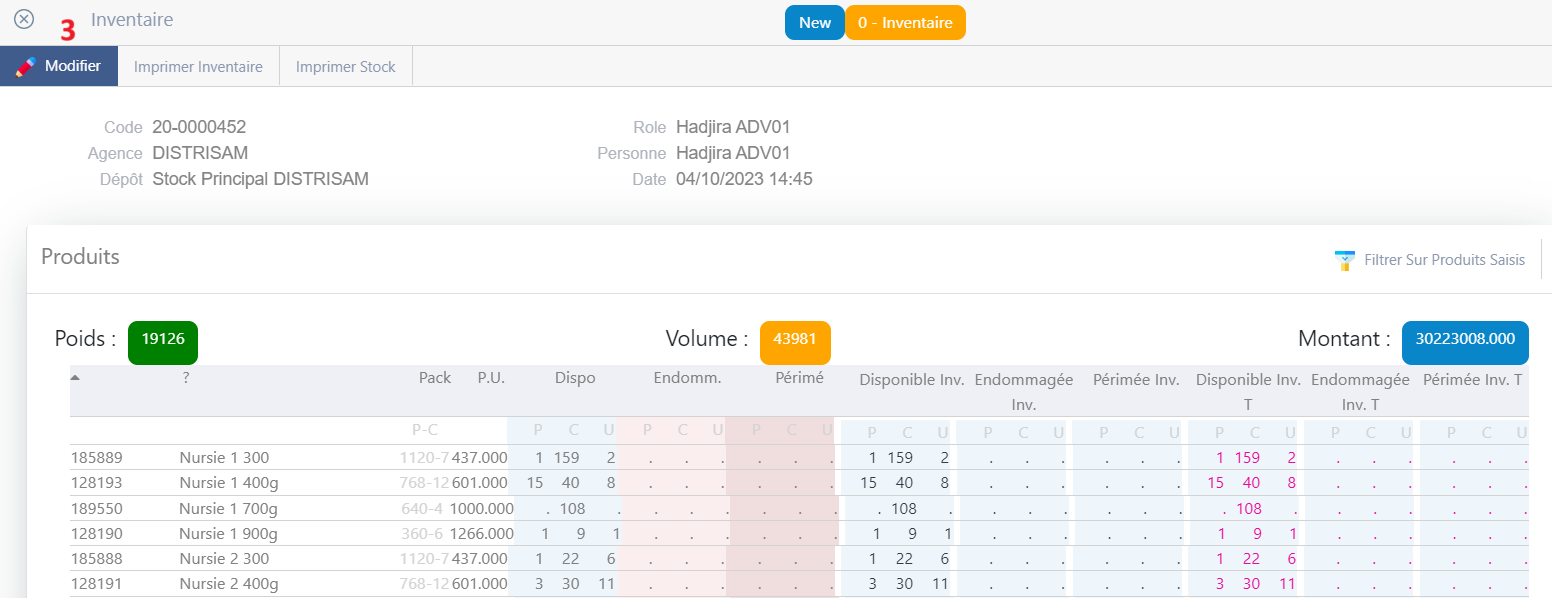 3 Inventaire New 0 - Inventaire
Modifier Imprimer Inventaire Imprimer Stock
Code 20-0000452 Role Hadjira ADV01
Agence DISTRISAM Personne Hadjira ADV01
Dépôt Stock Principal DISTRISAM Date 04/10/2023 14:45
Produits Filtrer Sur Produits Saisis
Poids : 19126 Volume : 43981 Montant : 30223008.000
? Pack P.U. Dispo Endomm. Périmé Disponible Inv. Endommagée Inv. Périmée Inv. Disponible Inv. T Endommagée Inv. T Périmée Inv. T
P-C P C U P C U P C U P C U P C U P C U P C U P C U P C U
185889 Nursie 1 300 1120-7 437.000 1 159 2 . . . . . . 1 159 2 . . . . . . 1 159 2 . . . . . .
128193 Nursie 1 400g 768-12 601.000 15 40 8 . . . . . . 15 40 8 . . . . . . 15 40 8 . . . . . .
189550 Nursie 1 700g 640-4 1000.000 . 108 . . . . . . . . 108 . . . . . . . . 108 . . . . . . .
128190 Nursie 1 900g 360-6 1266.000 1 9 1 . . . . . . 1 9 1 . . . . . . 1 9 1 . . . . . .
185888 Nursie 2 300 1120-7 437.000 1 22 6 . . . . . . 1 22 6 . . . . . . 1 22 6 . . . . . .
128191 Nursie 2 400g 768-12 601.000 3 30 11 . . . . . . 3 30 11 . . . . . . 3 30 11 . . . . . .